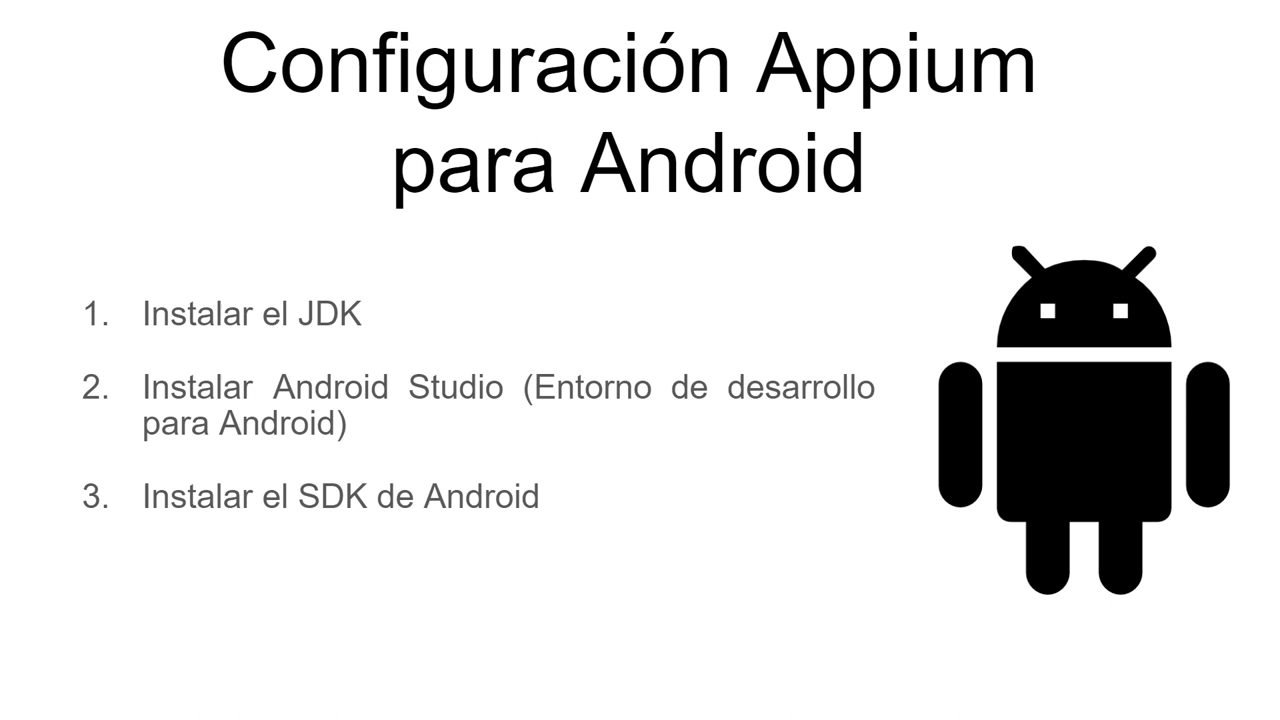 Configuración Appium
para Android
1. Instalar el JDK
2. Instalar Android Studio (Entorno de desarrollo
para Android)
3. Instalar el SDK de Android